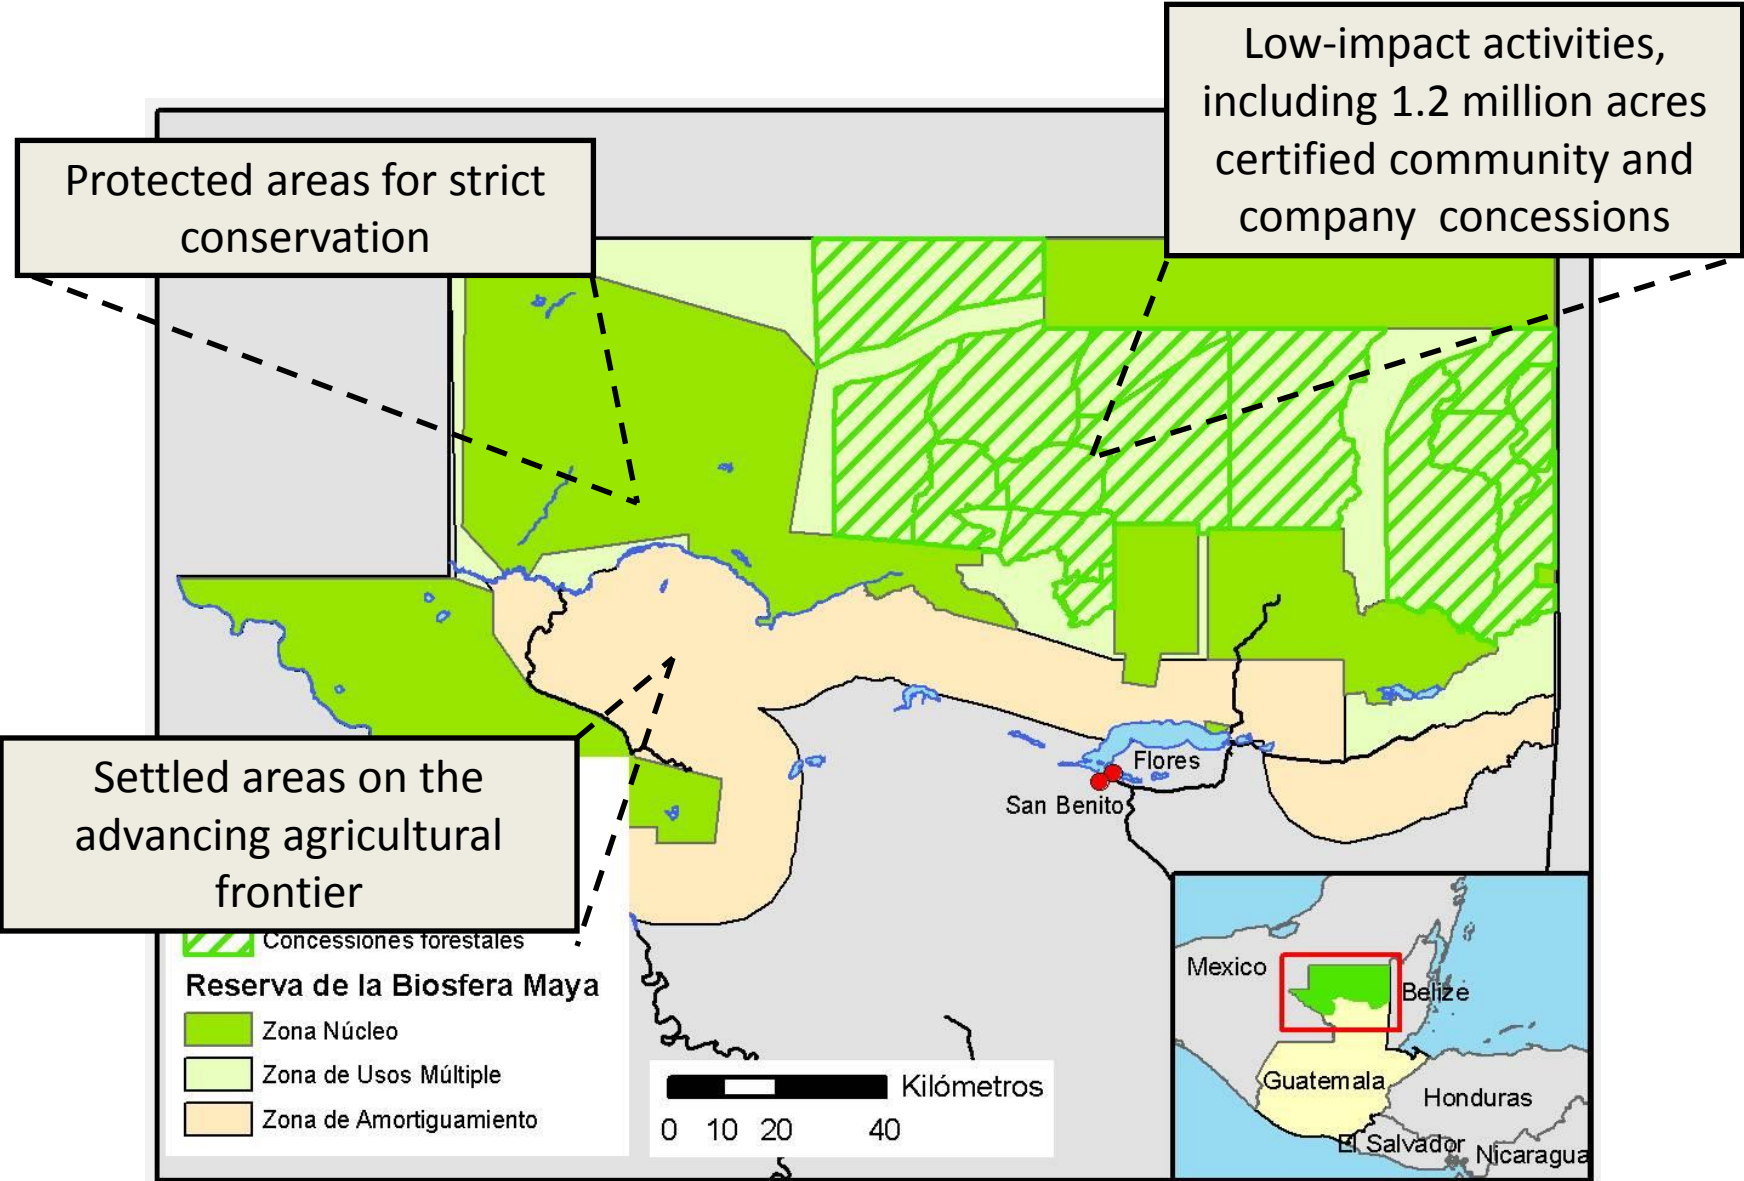 Low-impact activities,
including 1.2 million acres
certified community and
company concessions
Protected areas for strict
conservation
Settled areas on the
advancing agricultural
frontier
Flores
San Benito
Concessiones forestales
Reserva de la Biosfera Maya
Zona Núcleo
Zona de Usos Múltiple
Zona de Amortiguamiento
Kilómetros
0 10 20 40
Mexico
Belize
Guatemala
Honduras
El Salvador
Nicaragua